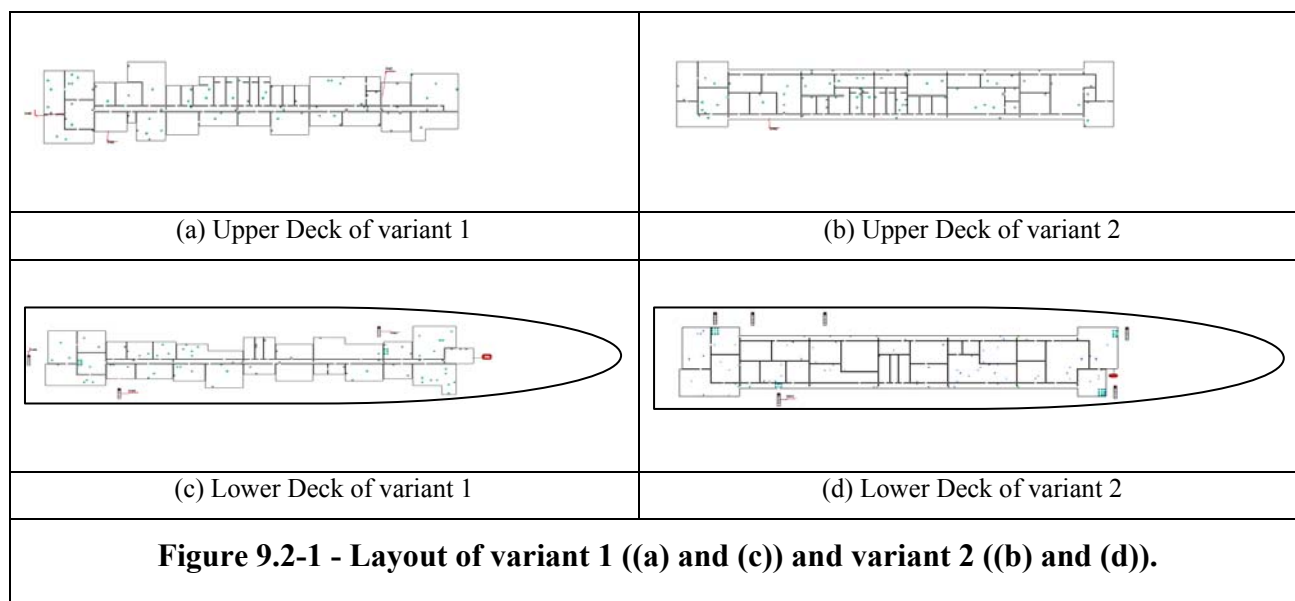 (a) Upper Deck of variant 1
(b) Upper Deck of variant 2
(c) Lower Deck of variant 1
(d) Lower Deck of variant 2
Figure 9.2-1 - Layout of variant 1 ((a) and (c)) and variant 2 ((b) and (d)).